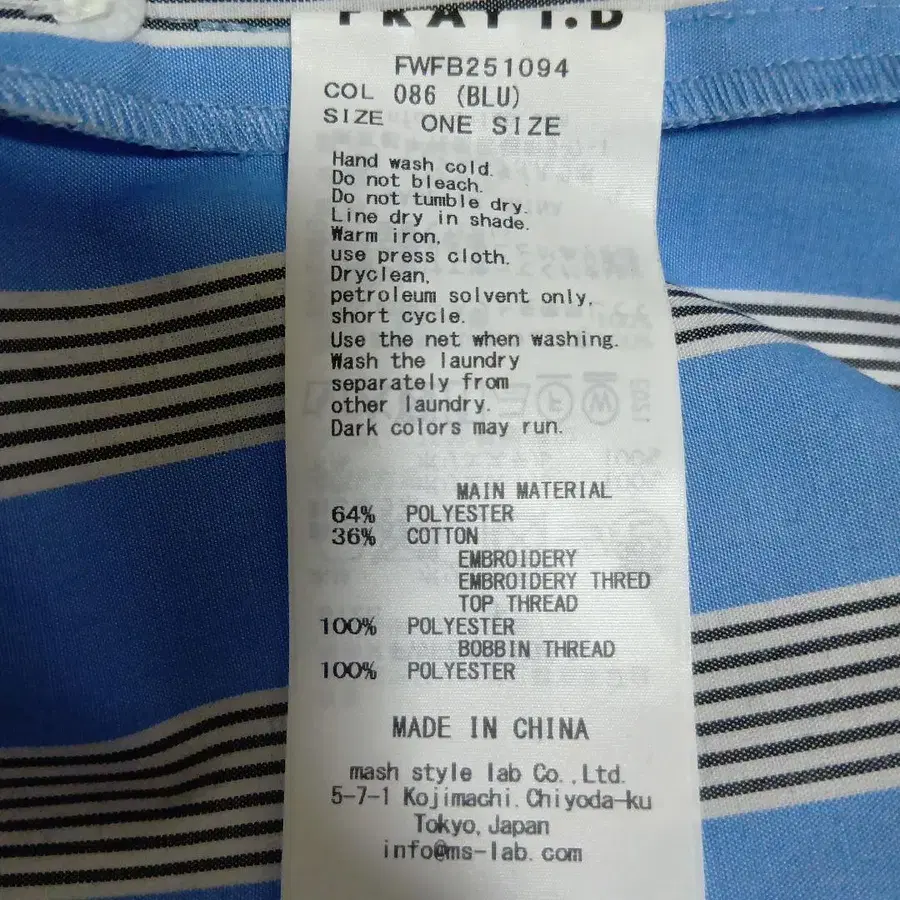 FRAY I.D
FWFB251094
COL 086 (BLU)
SIZE ONE SIZE
Hand wash cold.
Do not bleach.
Do not tumble dry.
Line dry in shade.
Warm iron,
use press cloth.
Dryclean,
petroleum solvent only,
short cycle.
Use the net when washing.
Wash the laundry
separately from
other laundry.
Dark colors may run.
MAIN MATERIAL
64% POLYESTER
36% COTTON
EMBROIDERY
EMBROIDERY THRED
TOP THREAD
100% POLYESTER
BOBBIN THREAD
100% POLYESTER
MADE IN CHINA
mash style lab Co.,Ltd.
5-7-1 Kojimachi.Chiyoda-ku
Tokyo,Japan
info@ms-lab.com